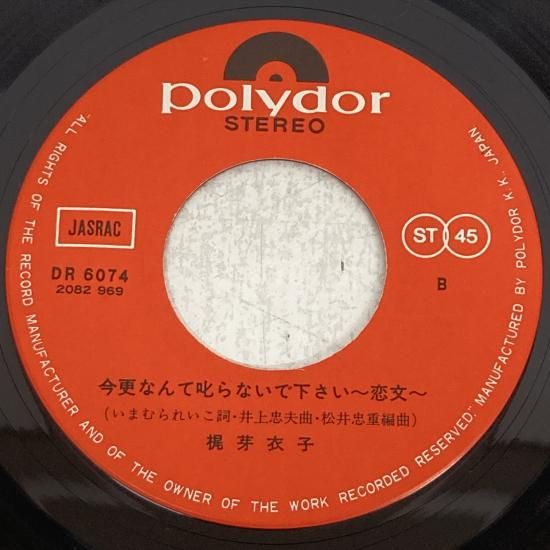 polydor
STEREO
JASRAC
DR 6074
2082 969
ST 45
B
今更なんて叱らないで下さい〜恋文〜
(いまむられいこ詞・井上忠夫曲・松井忠重編曲)
梶芽衣子
"ALL RIGHTS OF THE RECORD MANUFACTURER AND OF THE OWNER OF THE WORK RECORDED RESERVED." MANUFACTURED BY POLYDOR K.K. JAPAN